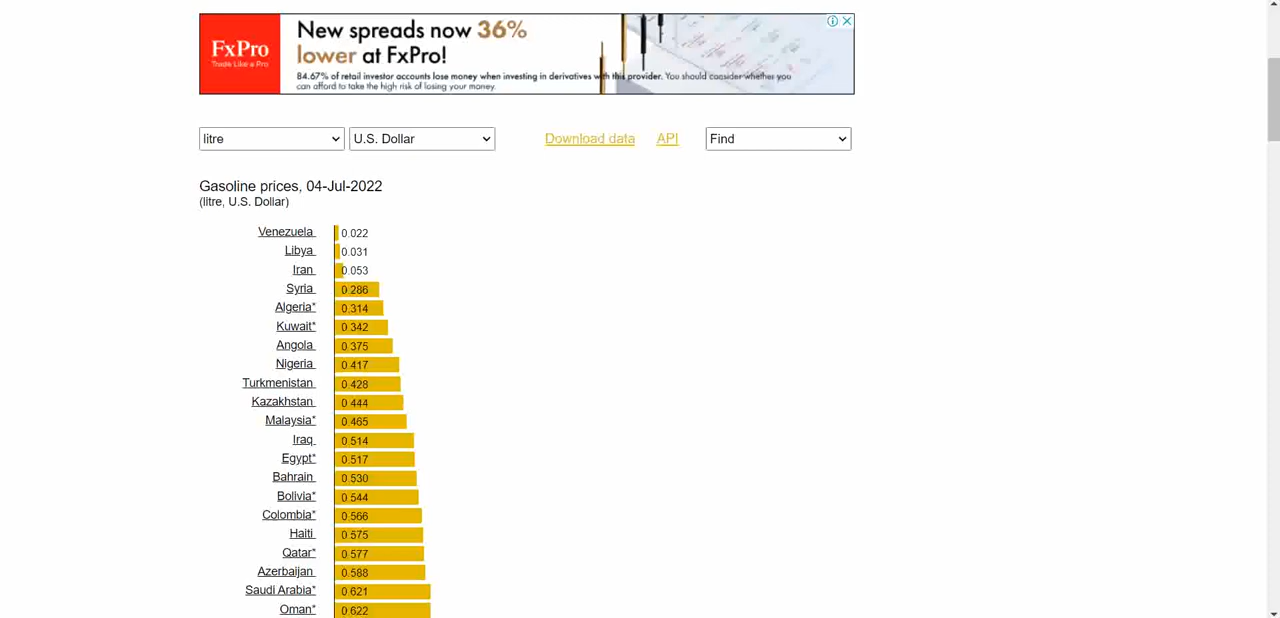 FxPro
Trade Like a Pro
New spreads now 36%
lower at FxPro!
84.67% of retail investor accounts lose money when investing in derivatives with this provider. You should consider whether you
can afford to take the high risk of losing your money.
litre U.S. Dollar Download data API Find
Gasoline prices, 04-Jul-2022
(litre, U.S. Dollar)
Venezuela 0.022
Libya 0.031
Iran 0.053
Syria 0.286
Algeria* 0.314
Kuwait* 0.342
Angola 0.375
Nigeria 0.417
Turkmenistan 0.428
Kazakhstan 0.444
Malaysia* 0.465
Iraq 0.514
Egypt* 0.517
Bahrain 0.530
Bolivia* 0.544
Colombia* 0.566
Haiti 0.575
Qatar* 0.577
Azerbaijan 0.588
Saudi Arabia* 0.621
Oman* 0.622